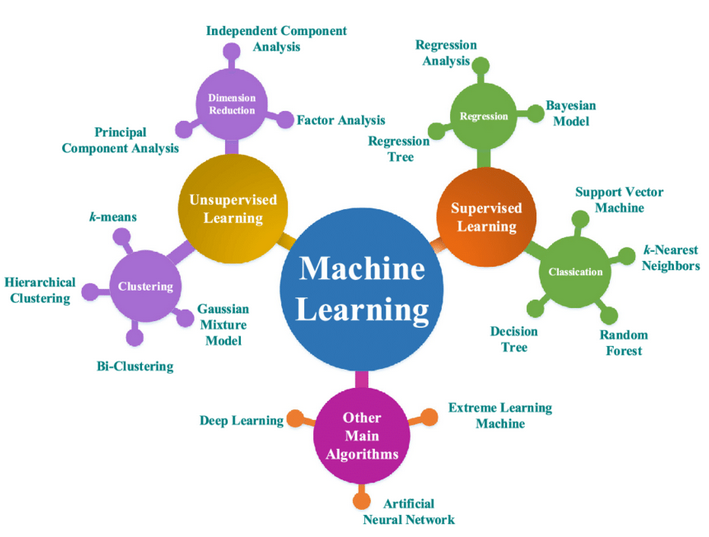 Independent Component
Analysis
Dimension
Reduction
Factor Analysis
Principal
Component Analysis
Unsupervised
Learning
k-means
Hierarchical
Clustering
Clustering
Gaussian
Mixture
Model
Bi-Clustering
Machine
Learning
Regression
Analysis
Regression
Bayesian
Model
Regression
Tree
Supervised
Learning
Support Vector
Machine
k-Nearest
Neighbors
Classication
Decision
Tree
Random
Forest
Other
Main
Algorithms
Deep Learning
Extreme Learning
Machine
Artificial
Neural Network